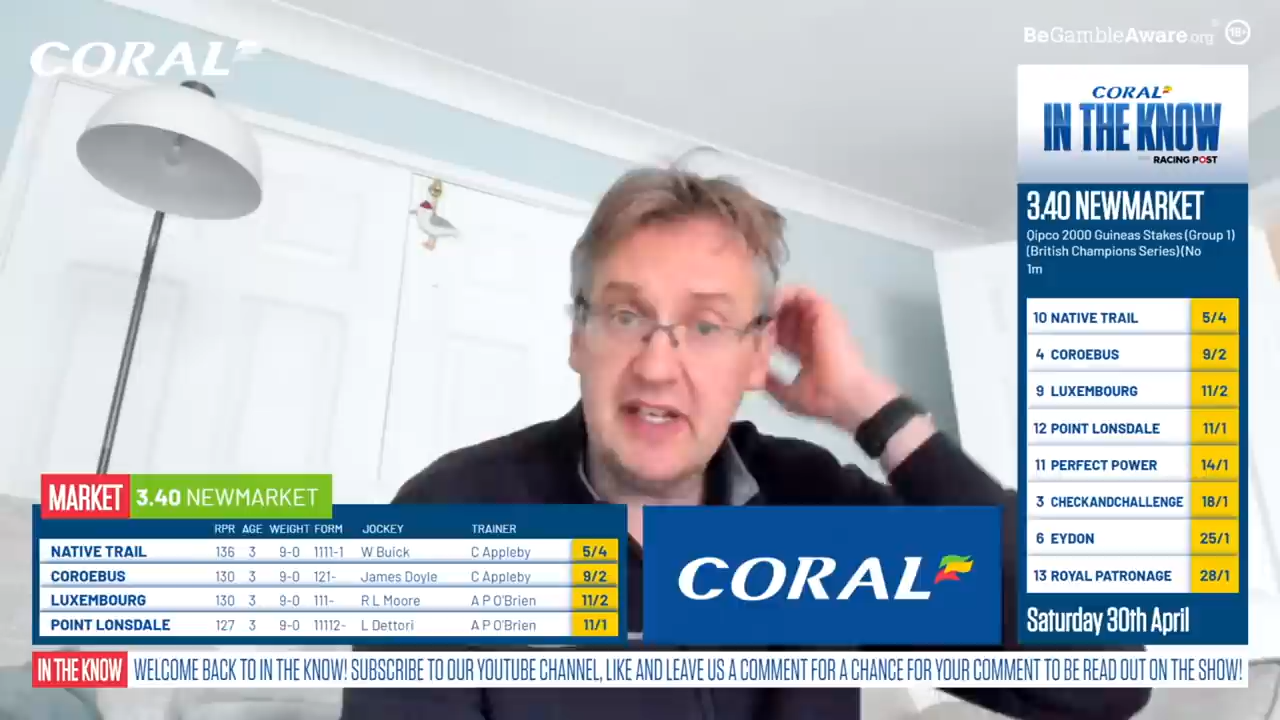 CORAL
BeGambleAware.org 18+
CORAL
IN THE KNOW
RACING POST
3.40 NEWMARKET
Qipco 2000 Guineas Stakes (Group 1)
(British Champions Series)(No
1m
10 NATIVE TRAIL 5/4
4 COROEBUS 9/2
9 LUXEMBOURG 11/2
12 POINT LONSDALE 11/1
11 PERFECT POWER 14/1
3 CHECKANDCHALLENGE 18/1
6 EYDON 25/1
13 ROYAL PATRONAGE 28/1
Saturday 30th April
MARKET 3.40 NEWMARKET
RPR AGE WEIGHT FORM JOCKEY TRAINER
NATIVE TRAIL 136 3 9-0 1111-1 W Buick C Appleby 5/4
COROEBUS 130 3 9-0 121- James Doyle C Appleby 9/2
LUXEMBOURG 130 3 9-0 111- R L Moore A P O'Brien 11/2
POINT LONSDALE 127 3 9-0 11112- L Dettori A P O'Brien 11/1
CORAL
IN THE KNOW WELCOME BACK TO IN THE KNOW! SUBSCRIBE TO OUR YOUTUBE CHANNEL, LIKE AND LEAVE US A COMMENT FOR A CHANCE FOR YOUR COMMENT TO BE READ OUT ON THE SHOW!